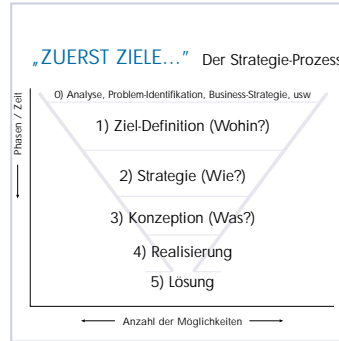 „ZUERST ZIELE..." Der Strategie-Prozess
0) Analyse, Problem-Identifikation, Business-Strategie, usw
1) Ziel-Definition (Wohin?)
2) Strategie (Wie?)
3) Konzeption (Was?)
4) Realisierung
5) Lösung
Phasen / Zeit
Anzahl der Möglichkeiten